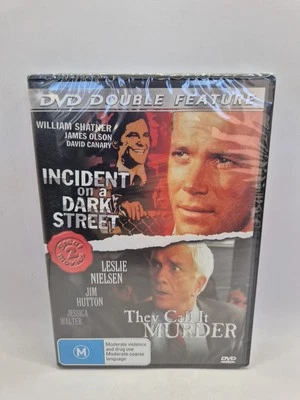 DVD DOUBLE FEATURE
WILLIAM SHATNER
JAMES OLSON
DAVID CANARY
INCIDENT
on a
DARK
STREET
LESLIE
NIELSEN
JIM
HUTTON
JESSICA
WALTER
They Call It
MURDER
M
Moderate violence
and drug use
Moderate coarse
language
DVD